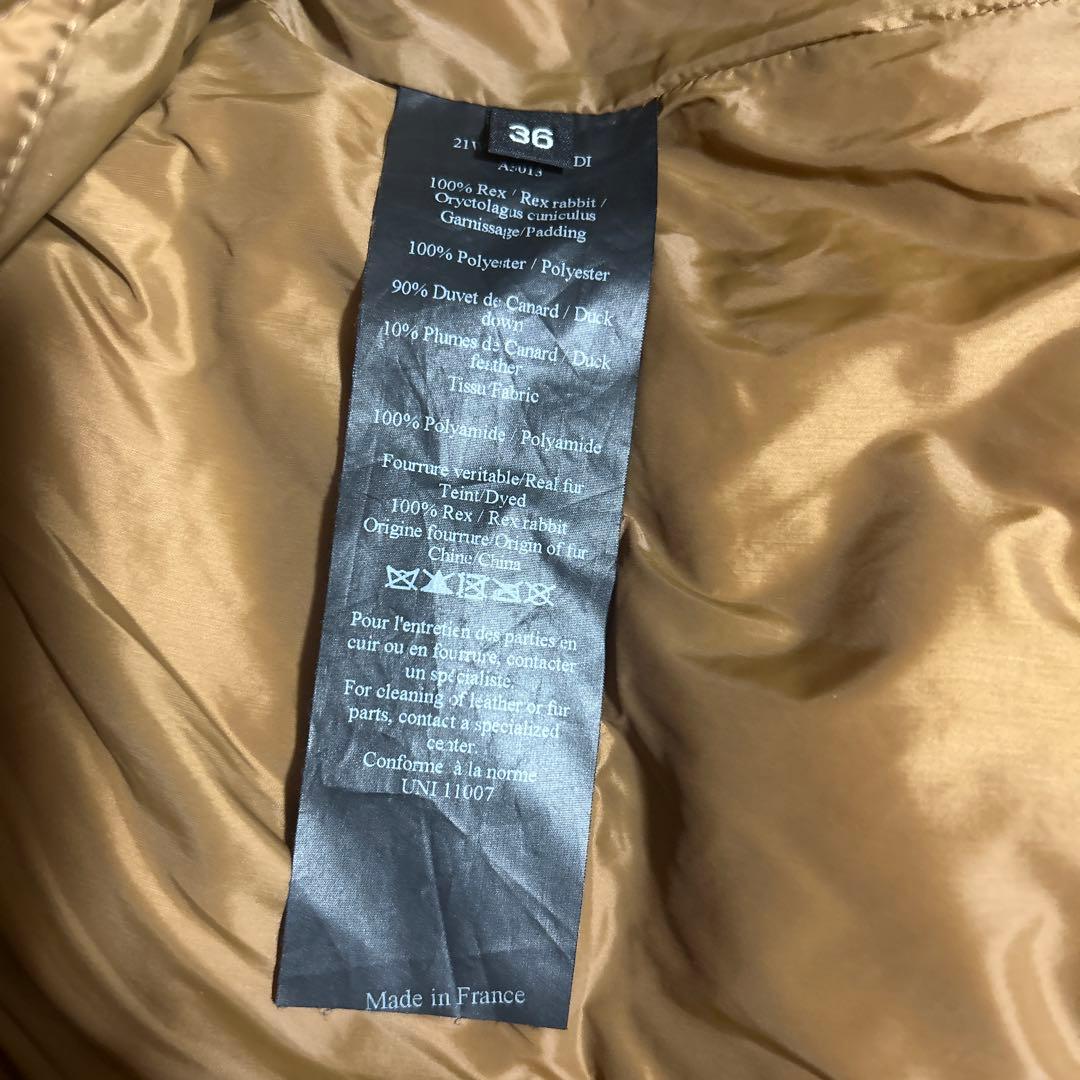 36
DI
100% Rex / Rex rabbit /
Oryctolagus cuniculus
Garnissage/Padding
100% Polyester / Polyester
90% Duvet de Canard / Duck
down
10% Plumes de Canard / Duck
feather
Tissu Fabric
100% Polyamide / Polyamide
Fourrure veritable/Real fur
Teint/Dyed
100% Rex / Rex rabbit
Origine fourrure/Origin of fur
Chine/China
Pour l'entretien des parties en
cuir ou en fourrure, contacter
un spécialiste.
For cleaning of leather or fur
parts, contact a specialized
center.
Conforme à la norme
UNI 11007
Made in France